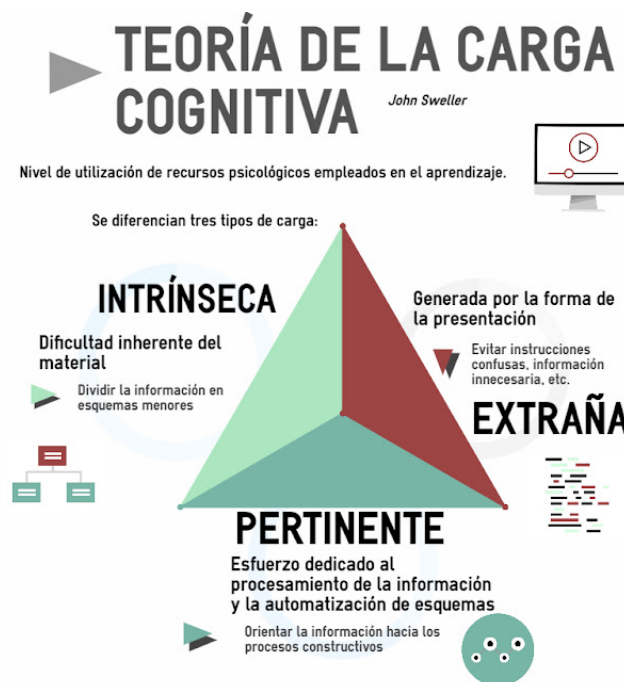 TEORÍA DE LA CARGA
COGNITIVA
John Sweller
Nivel de utilización de recursos psicológicos empleados en el aprendizaje.
Se diferencian tres tipos de carga:
INTRÍNSECA
Dificultad inherente del
material
Dividir la información en
esquemas menores
Generada por la forma de
la presentación
Evitar instrucciones
confusas, información
innecesaria, etc.
EXTRAÑA
PERTINENTE
Esfuerzo dedicado al
procesamiento de la información
y la automatización de esquemas
Orientar la información hacia los
procesos constructivos